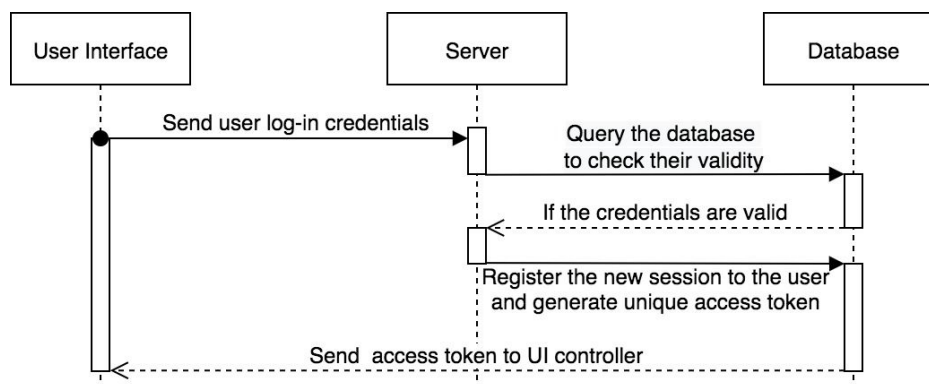 User Interface
Server
Database
Send user log-in credentials
Query the database
to check their validity
If the credentials are valid
Register the new session to the user
and generate unique access token
Send access token to UI controller